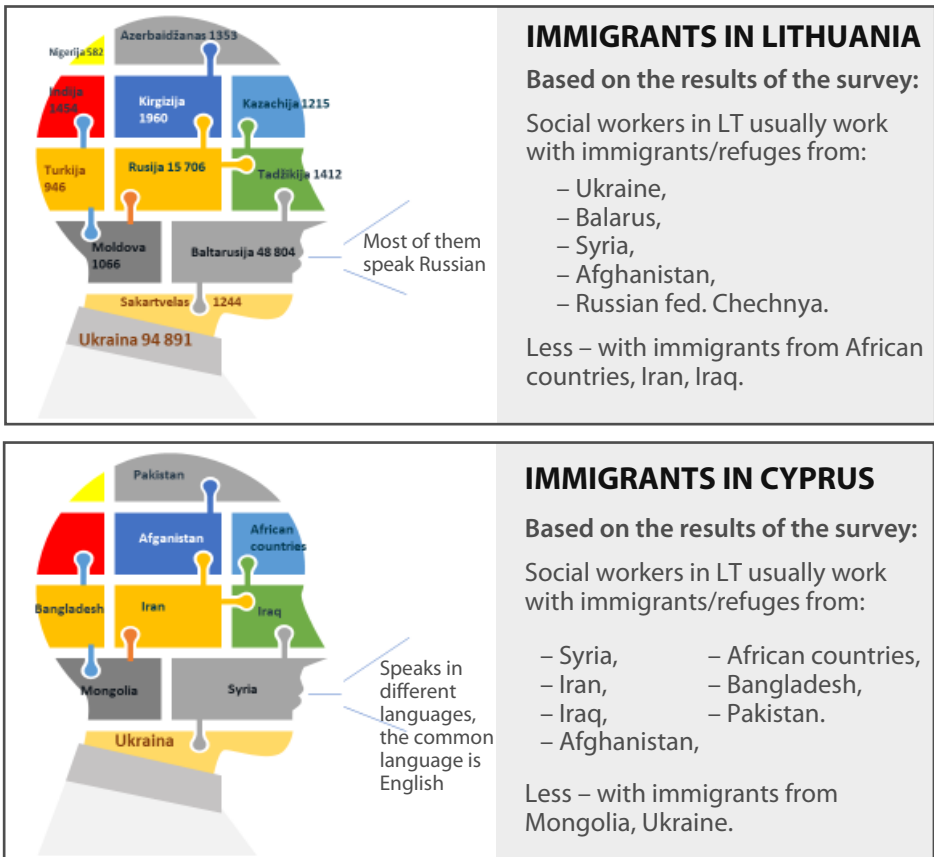 Azerbaidžanas 1353
Nigerija 582
Indija
1454
Kirgizija
1960
Kazachija 1215
Turkija
946
Rusija 15 706
Tadžikija 1412
Moldova
1066
Baltarusija 48 804
Sakartvelas 1244
Ukraina 94 891
Most of them
speak Russian
IMMIGRANTS IN LITHUANIA
Based on the results of the survey:
Social workers in LT usually work
with immigrants/refuges from:
– Ukraine,
– Balarus,
– Syria,
– Afghanistan,
– Russian fed. Chechnya.
Less – with immigrants from African
countries, Iran, Iraq.
Pakistan
Afganistan
African
countries
Bangladesh
Iran
Iraq
Mongolia
Syria
Ukraina
Speaks in
different
languages,
the common
language is
English
IMMIGRANTS IN CYPRUS
Based on the results of the survey:
Social workers in LT usually work
with immigrants/refuges from:
– Syria,
– Iran,
– Iraq,
– Afghanistan,
– African countries,
– Bangladesh,
– Pakistan.
Less – with immigrants from
Mongolia, Ukraine.